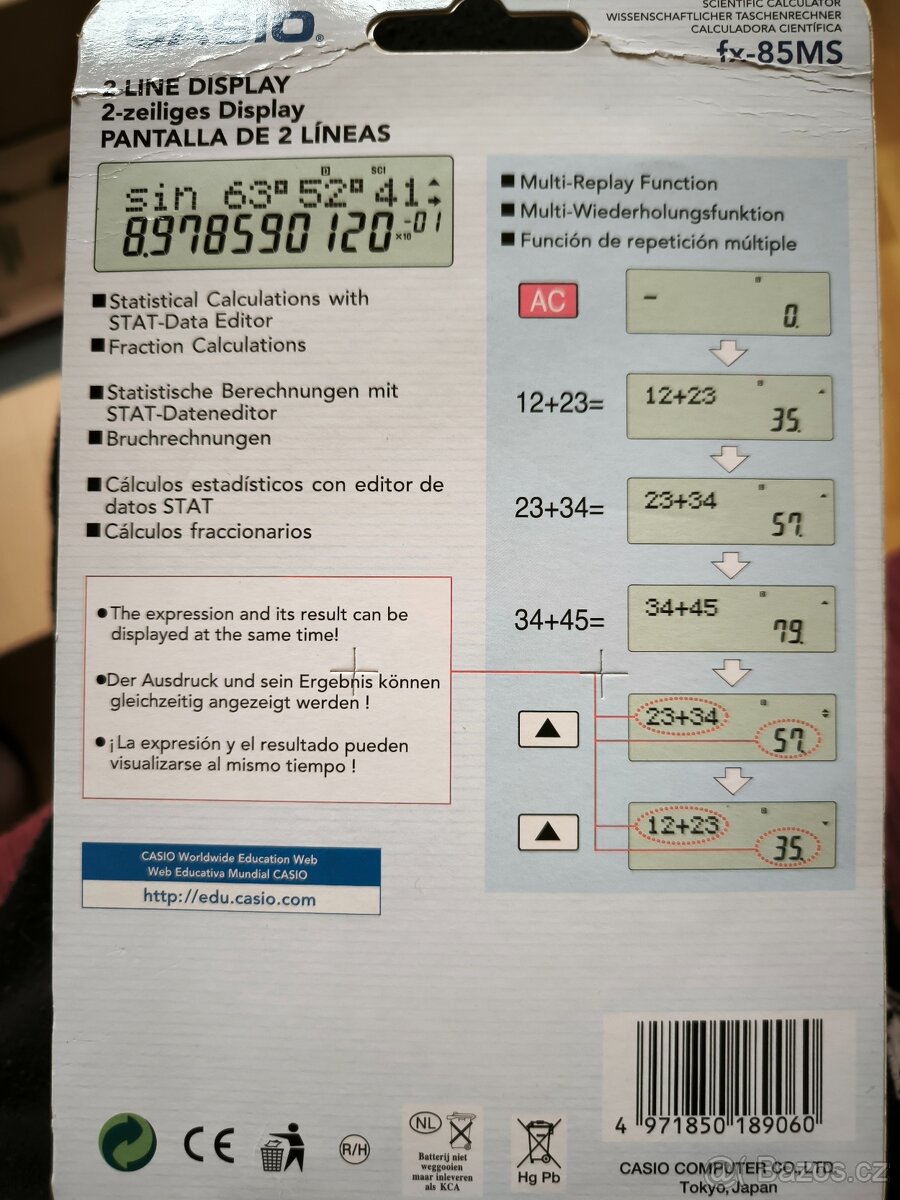 CASIO®
SCIENTIFIC CALCULATOR
WISSENSCHAFTLICHER TASCHENRECHNER
CALCULADORA CIENTÍFICA
fx-85MS
2 LINE DISPLAY
2-zeiliges Display
PANTALLA DE 2 LÍNEAS
D SCI
sin 63°52°41
8.978590120×10-01
■ Statistical Calculations with
STAT-Data Editor
■ Fraction Calculations
■ Statistische Berechnungen mit
STAT-Dateneditor
■ Bruchrechnungen
■ Cálculos estadísticos con editor de
datos STAT
■ Cálculos fraccionarios
● The expression and its result can be
displayed at the same time!
● Der Ausdruck und sein Ergebnis können
gleichzeitig angezeigt werden !
● ¡La expresión y el resultado pueden
visualizarse al mismo tiempo !
CASIO Worldwide Education Web
Web Educativa Mundial CASIO
http://edu.casio.com
■ Multi-Replay Function
■ Multi-Wiederholungsfunktion
■ Función de repetición múltiple
AC
0.
12+23=
12+23
35.
23+34=
23+34
57.
34+45=
34+45
79.
▲
23+34
57.
▲
12+23
35.
CE
R/H
NL
Batterij niet
weggooien
maar inleveren
als KCA
Hg Pb
4 971850 189060
CASIO COMPUTER CO.,LTD.
Tokyo, Japan
Bazos.cz